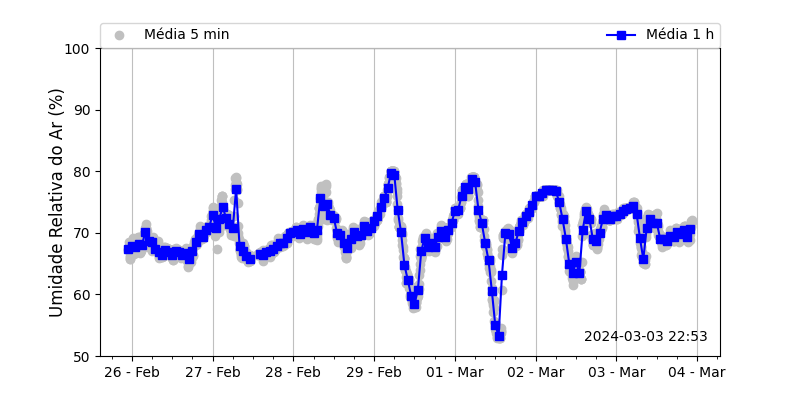 Média 5 min
Média 1 h
100
90
80
70
60
50
Umidade Relativa do Ar (%)
2024-03-03 22:53
26 - Feb
27 - Feb
28 - Feb
29 - Feb
01 - Mar
02 - Mar
03 - Mar
04 - Mar